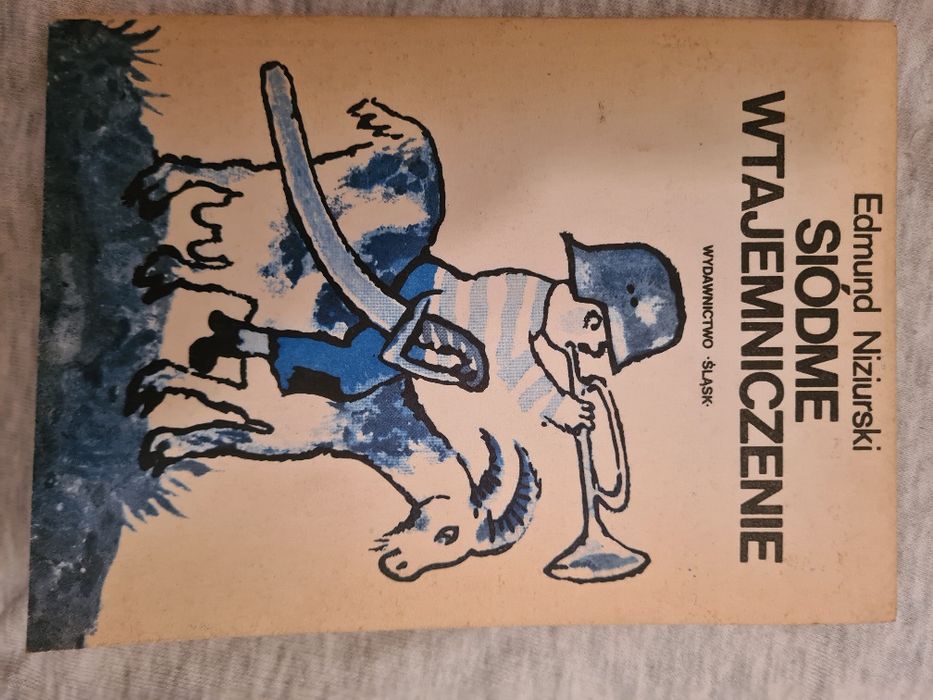 Edmund Niziurski
SIÓDME
WTAJEMNICZENIE
WYDAWNICTWO „ŚLĄSK”